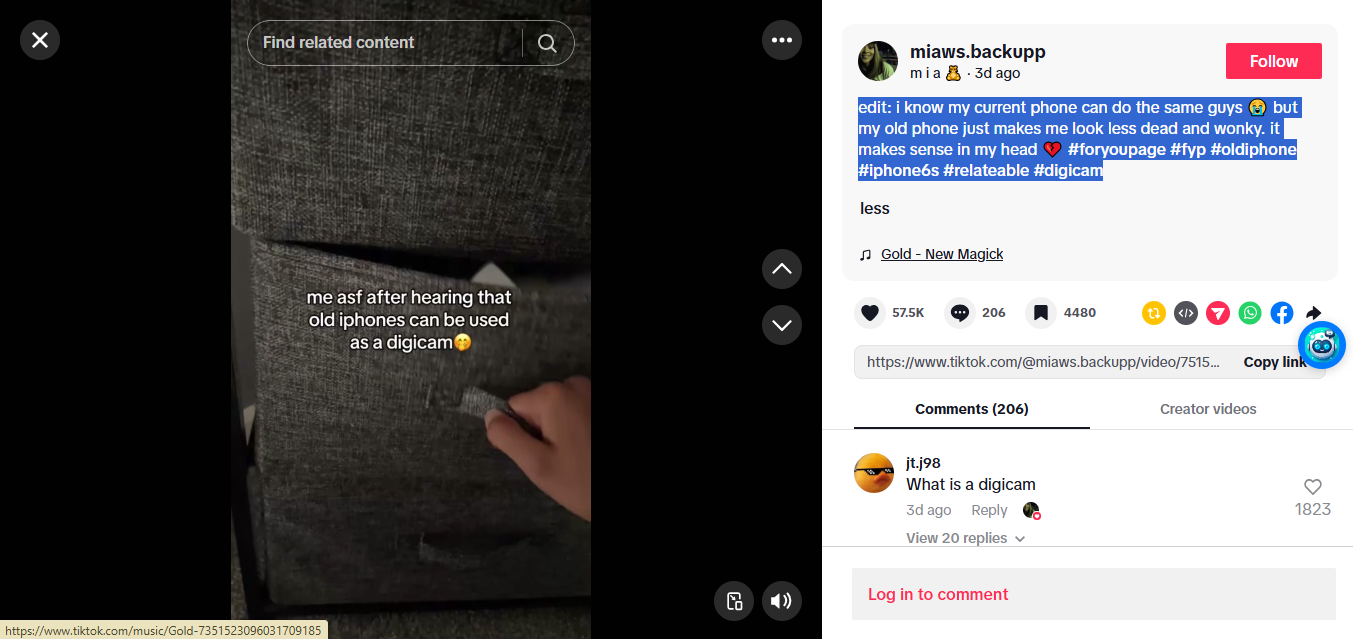 Find related content
me asf after hearing that
old iphones can be used
as a digicam🤭
https://www.tiktok.com/music/Gold-7351523096031709185
miaws.backupp
m i a 🧸 · 3d ago
Follow
edit: i know my current phone can do the same guys 😭 but
my old phone just makes me look less dead and wonky. it
makes sense in my head 💔 #foryoupage #fyp #oldiphone
#iphone6s #relateable #digicam
less
Gold - New Magick
57.5K 206 4480
https://www.tiktok.com/@miaws.backupp/video/7515... Copy link
Comments (206) Creator videos
jt.j98
What is a digicam
3d ago Reply
1823
View 20 replies
Log in to comment